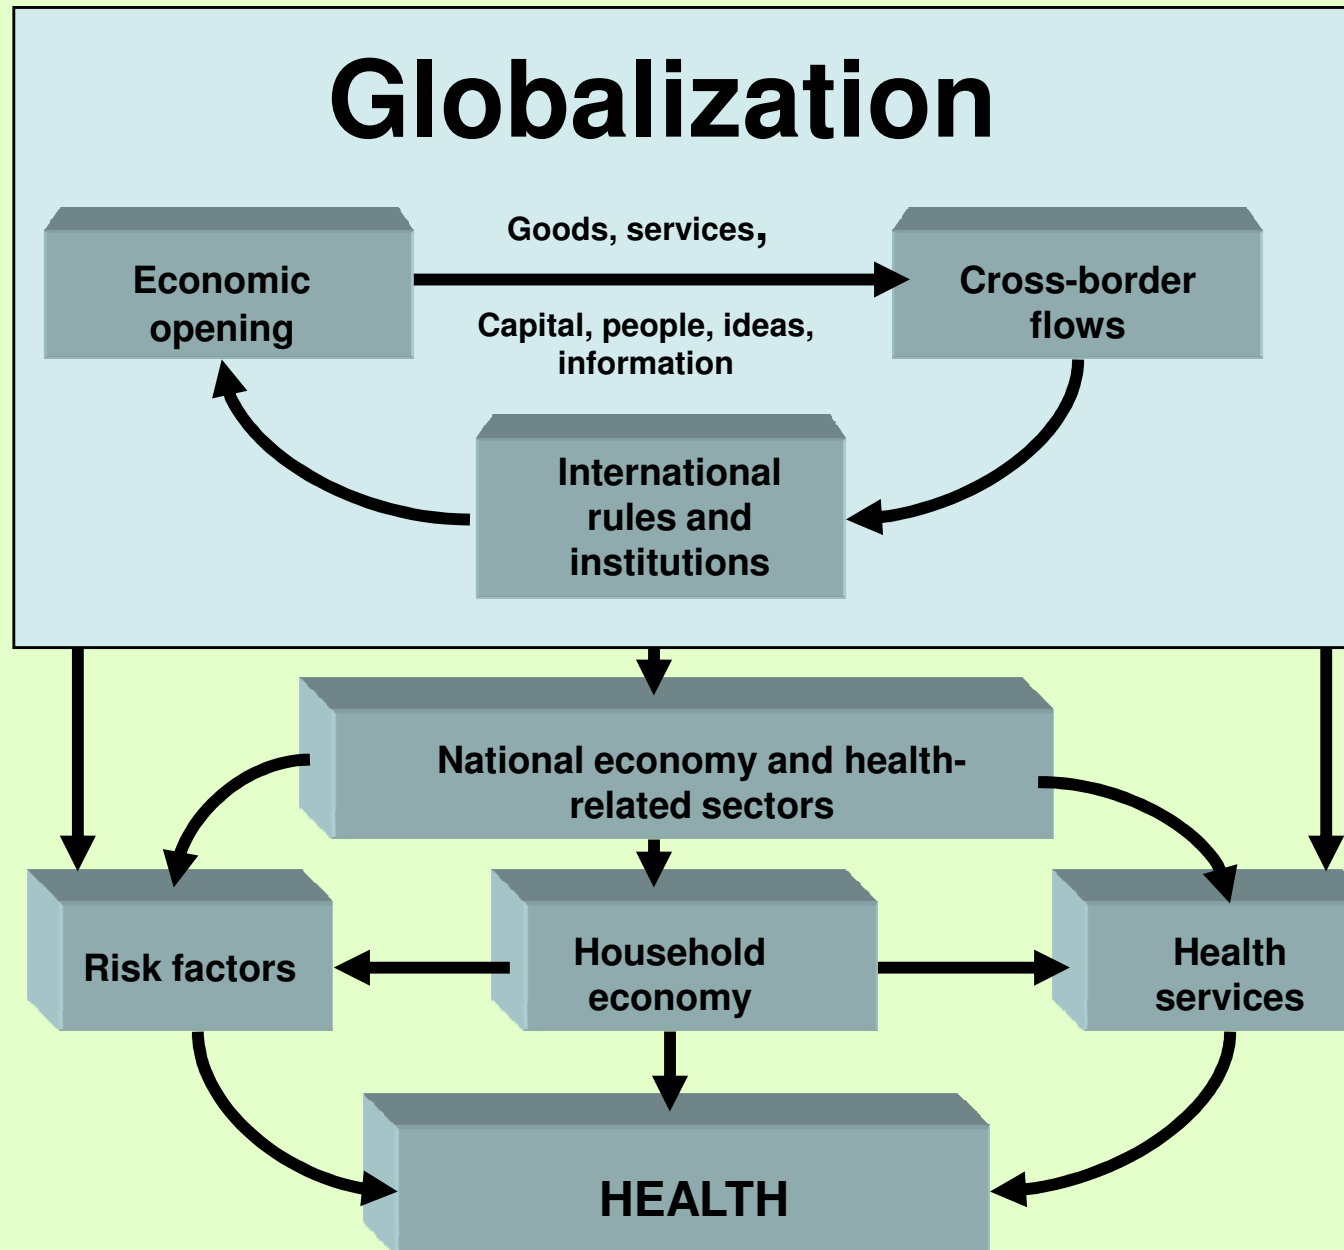 Globalization
Goods, services,
Economic
opening
Cross-border
flows
Capital, people, ideas,
information
International
rules and
institutions
National economy and health-
related sectors
Risk factors
Household
economy
Health
services
HEALTH